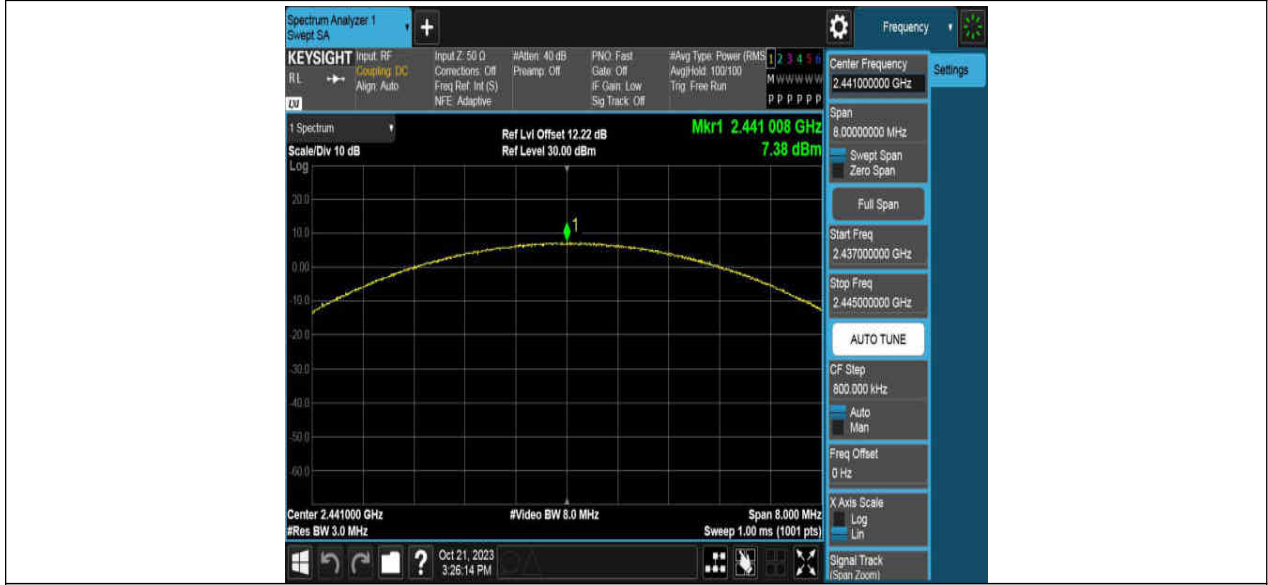 Spectrum Analyzer 1
Swept SA
+
Frequency
KEYSIGHT
RL
LXI
Input: RF
Coupling: DC
Align: Auto
Input Z: 50 Ω
Corrections: Off
Freq Ref: Int (S)
NFE: Adaptive
#Atten: 40 dB
Preamp: Off
PNO: Fast
Gate: Off
IF Gain: Low
Sig Track: Off
#Avg Type: Power (RMS
Avg|Hold: 100/100
Trig: Free Run
1 2 3 4 5 6
M W W W W W
P P P P P P
Center Frequency
2.441000000 GHz
Settings
1 Spectrum
Scale/Div 10 dB
Ref Lvl Offset 12.22 dB
Ref Level 30.00 dBm
Mkr1 2.441 008 GHz
7.38 dBm
Span
8.00000000 MHz
Swept Span
Zero Span
Full Span
Log
20.0
10.0
0.00
-10.0
-20.0
-30.0
-40.0
-50.0
-60.0
1
Start Freq
2.437000000 GHz
Stop Freq
2.445000000 GHz
AUTO TUNE
CF Step
800.000 kHz
Auto
Man
Freq Offset
0 Hz
X Axis Scale
Log
Lin
Signal Track
(Span Zoom)
Center 2.441000 GHz
#Res BW 3.0 MHz
#Video BW 8.0 MHz
Span 8.000 MHz
Sweep 1.00 ms (1001 pts)
?
Oct 21, 2023
3:26:14 PM